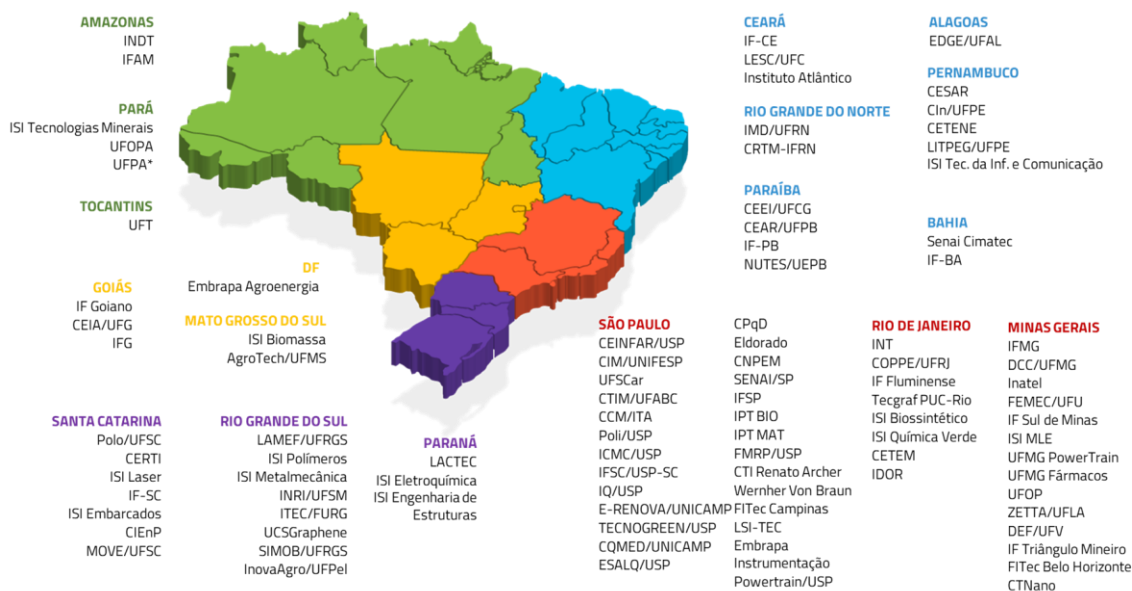 AMAZONAS
INDT
IFAM
PARÁ
ISI Tecnologias Minerais
UFOPA
UFPA*
TOCANTINS
UFT
GOIÁS
IF Goiano
CEIA/UFG
IFG
DF
Embrapa Agroenergia
MATO GROSSO DO SUL
ISI Biomassa
AgroTech/UFMS
CEARÁ
IF-CE
LESC/UFC
Instituto Atlântico
RIO GRANDE DO NORTE
IMD/UFRN
CRTM-IFRN
PARAÍBA
CEEI/UFCG
CEAR/UFPB
IF-PB
NUTES/UEPB
ALAGOAS
EDGE/UFAL
PERNAMBUCO
CESAR
CIn/UFPE
CETENE
LITPEG/UFPE
ISI Tec. da Inf. e Comunicação
BAHIA
Senai Cimatec
IF-BA
SANTA CATARINA
Polo/UFSC
CERTI
ISI Laser
IF-SC
ISI Embarcados
CIEnP
MOVE/UFSC
RIO GRANDE DO SUL
LAMEF/UFRGS
ISI Polímeros
ISI Metalmecânica
INRI/UFSM
ITEC/FURG
UCSGraphene
SIMOB/UFRGS
InovaAgro/UFPel
PARANÁ
LACTEC
ISI Eletroquímica
ISI Engenharia de
Estruturas
SÃO PAULO
CEINFAR/USP
CIM/UNIFESP
UFSCar
CTIM/UFABC
CCM/ITA
Poli/USP
ICMC/USP
IFSC/USP-SC
IQ/USP
E-RENOVA/UNICAMP
TECNOGREEN/USP
CQMED/UNICAMP
ESALQ/USP
CPqD
Eldorado
CNPEM
SENAI/SP
IFSP
IPT BIO
IPT MAT
FMRP/USP
CTI Renato Archer
Wernher Von Braun
FITec Campinas
LSI-TEC
Embrapa
Instrumentação
Powertrain/USP
RIO DE JANEIRO
INT
COPPE/UFRJ
IF Fluminense
Tecgraf PUC-Rio
ISI Biossintético
ISI Química Verde
CETEM
IDOR
MINAS GERAIS
IFMG
DCC/UFMG
Inatel
FEMEC/UFU
IF Sul de Minas
ISI MLE
UFMG PowerTrain
UFMG Fármacos
UFOP
ZETTA/UFLA
DEF/UFV
IF Triângulo Mineiro
FITec Belo Horizonte
CTNano